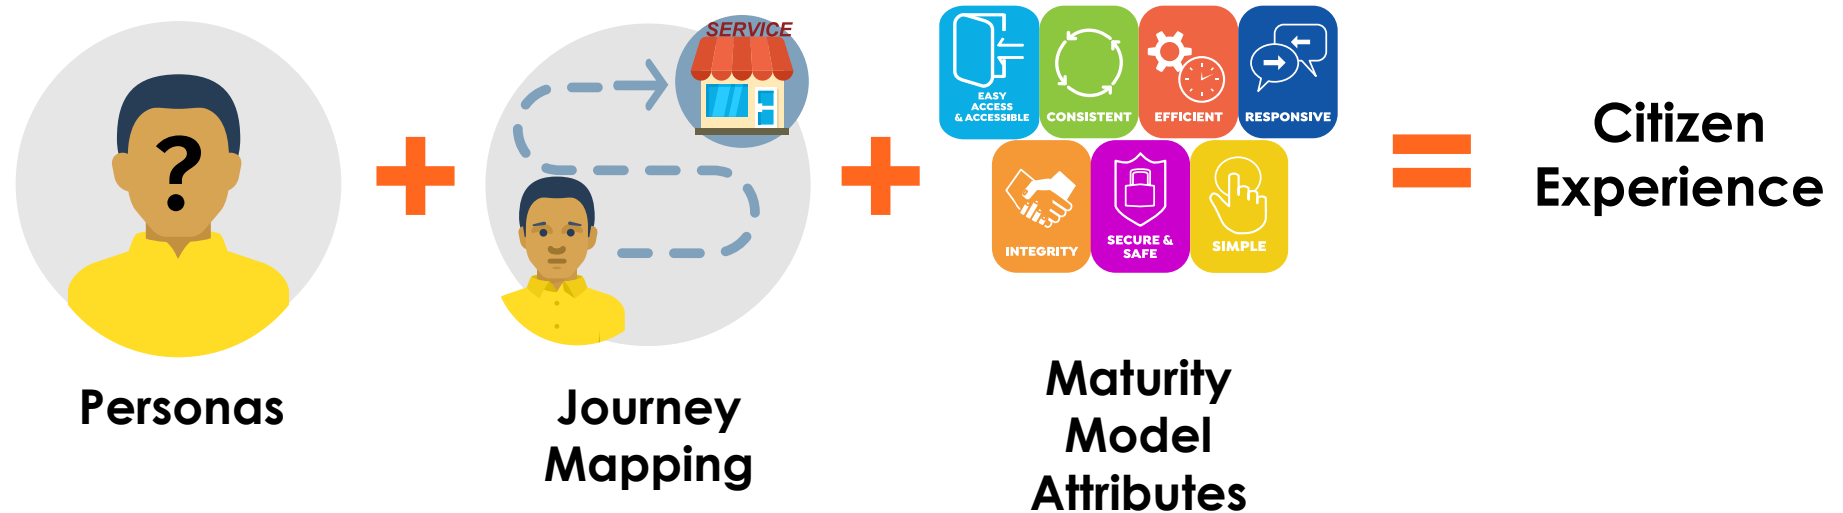 ?
Personas
+
SERVICE
Journey
Mapping
+
EASY
ACCESS
& ACCESSIBLE
CONSISTENT
EFFICIENT
RESPONSIVE
INTEGRITY
SECURE &
SAFE
SIMPLE
Maturity
Model
Attributes
=
Citizen
Experience